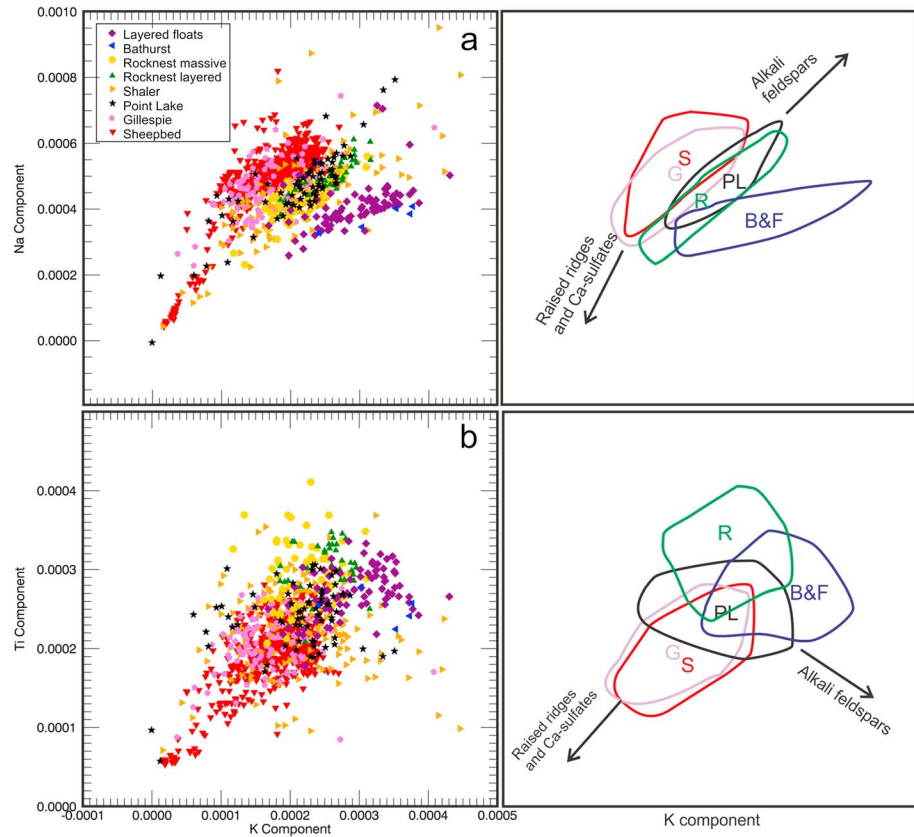 0.0010
0.0008
0.0006
0.0004
0.0002
0.0000
Na Component
Layered floats
Bathurst
Rocknest massive
Rocknest layered
Shaler
Point Lake
Gillespie
Sheepbed
a
Alkali
feldspars
S
G
PL
R
B&F
Raised ridges
and Ca-sulfates
0.0004
0.0003
0.0002
0.0001
0.0000
Ti Component
b
-0.0001
0.0000
0.0001
0.0002
0.0003
0.0004
0.0005
K Component
R
B&F
PL
G
S
Alkali feldspars
Raised ridges
and Ca-sulfates
K component